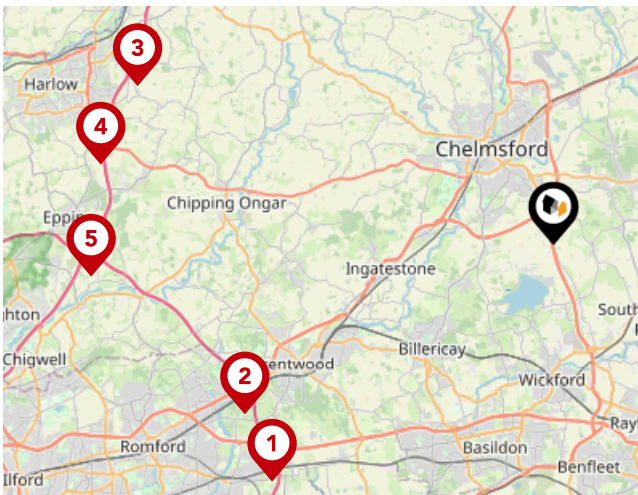 3
Harlow
4
Chelmsford
Chipping Ongar
Eppin
5
Ingatestone
South
hton
Chigwell
Billericay
entwood
2
Wickford
1
Romford
Basildon
Ray
Benfleet
Ilford